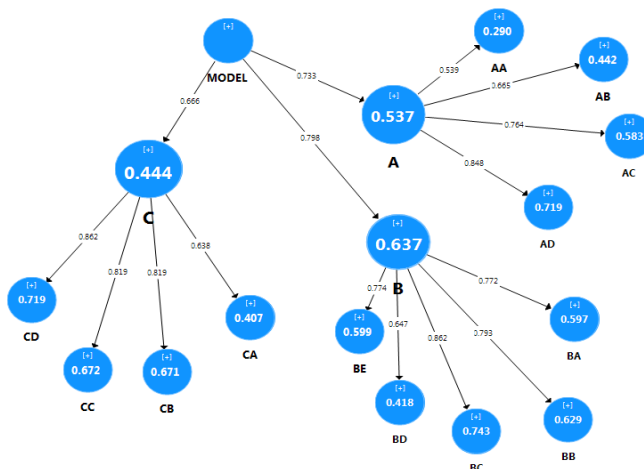 [+]
MODEL
[+]
0.290
AA
[+]
0.442
AB
0.539
0.733
0.665
0.666
[+]
0.537
A
0.764
[+]
0.583
AC
0.798
0.848
[+]
0.444
C
[+]
0.719
AD
0.862
0.819
0.819
0.638
[+]
0.637
B
[+]
0.719
CD
[+]
0.407
CA
0.774
0.647
0.862
0.793
0.772
[+]
0.599
BE
[+]
0.597
BA
[+]
0.672
CC
[+]
0.671
CB
[+]
0.418
BD
[+]
0.743
BC
[+]
0.629
BB